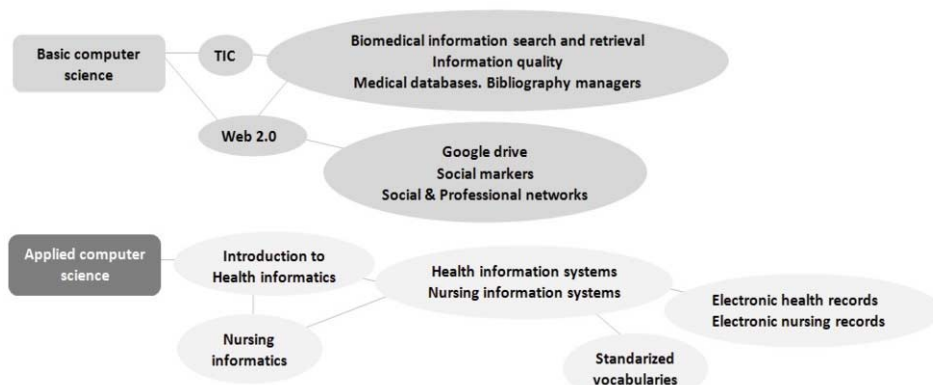 Basic computer
science
TIC
Biomedical information search and retrieval
Information quality
Medical databases. Bibliography managers
Web 2.0
Google drive
Social markers
Social & Professional networks
Applied computer
science
Introduction to
Health informatics
Health information systems
Nursing information systems
Electronic health records
Electronic nursing records
Nursing
informatics
Standarized
vocabularies